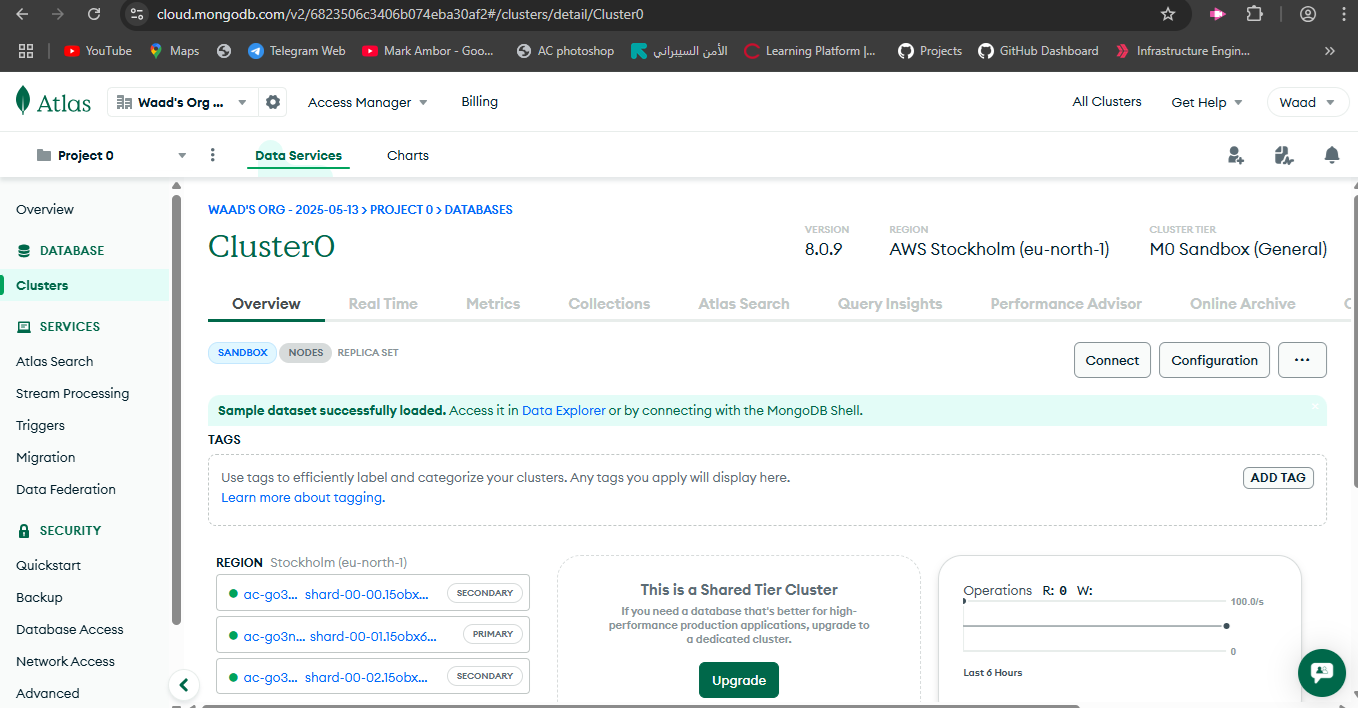 cloud.mongodb.com/v2/6823506c3406b074eba30af2#/clusters/detail/Cluster0
YouTube Maps Telegram Web Mark Ambor - Goo... AC photoshop الأمن السيبراني Learning Platform |... Projects GitHub Dashboard Infrastructure Engin... »
Atlas Waad's Org ... Access Manager Billing All Clusters Get Help Waad
Project 0 Data Services Charts
Overview
DATABASE
Clusters
SERVICES
Atlas Search
Stream Processing
Triggers
Migration
Data Federation
SECURITY
Quickstart
Backup
Database Access
Network Access
Advanced
WAAD'S ORG - 2025-05-13 > PROJECT 0 > DATABASES
Cluster0
VERSION
8.0.9
REGION
AWS Stockholm (eu-north-1)
CLUSTER TIER
M0 Sandbox (General)
Overview Real Time Metrics Collections Atlas Search Query Insights Performance Advisor Online Archive
SANDBOX NODES REPLICA SET
Connect Configuration ...
Sample dataset successfully loaded. Access it in Data Explorer or by connecting with the MongoDB Shell.
TAGS
Use tags to efficiently label and categorize your clusters. Any tags you apply will display here.
Learn more about tagging.
ADD TAG
REGION Stockholm (eu-north-1)
ac-go3... shard-00-00.15obx... SECONDARY
ac-go3n... shard-00-01.15obx6... PRIMARY
ac-go3... shard-00-02.15obx... SECONDARY
This is a Shared Tier Cluster
If you need a database that's better for high-
performance production applications, upgrade to
a dedicated cluster.
Upgrade
Operations R: 0 W:
100.0/s
0
Last 6 Hours